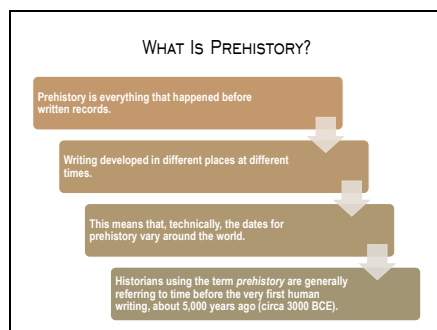 What Is Prehistory?
Prehistory is everything that happened before
written records.
Writing developed in different places at different
times.
This means that, technically, the dates for
prehistory vary around the world.
Historians using the term prehistory are generally
referring to time before the very first human
writing, about 5,000 years ago (circa 3000 BCE).